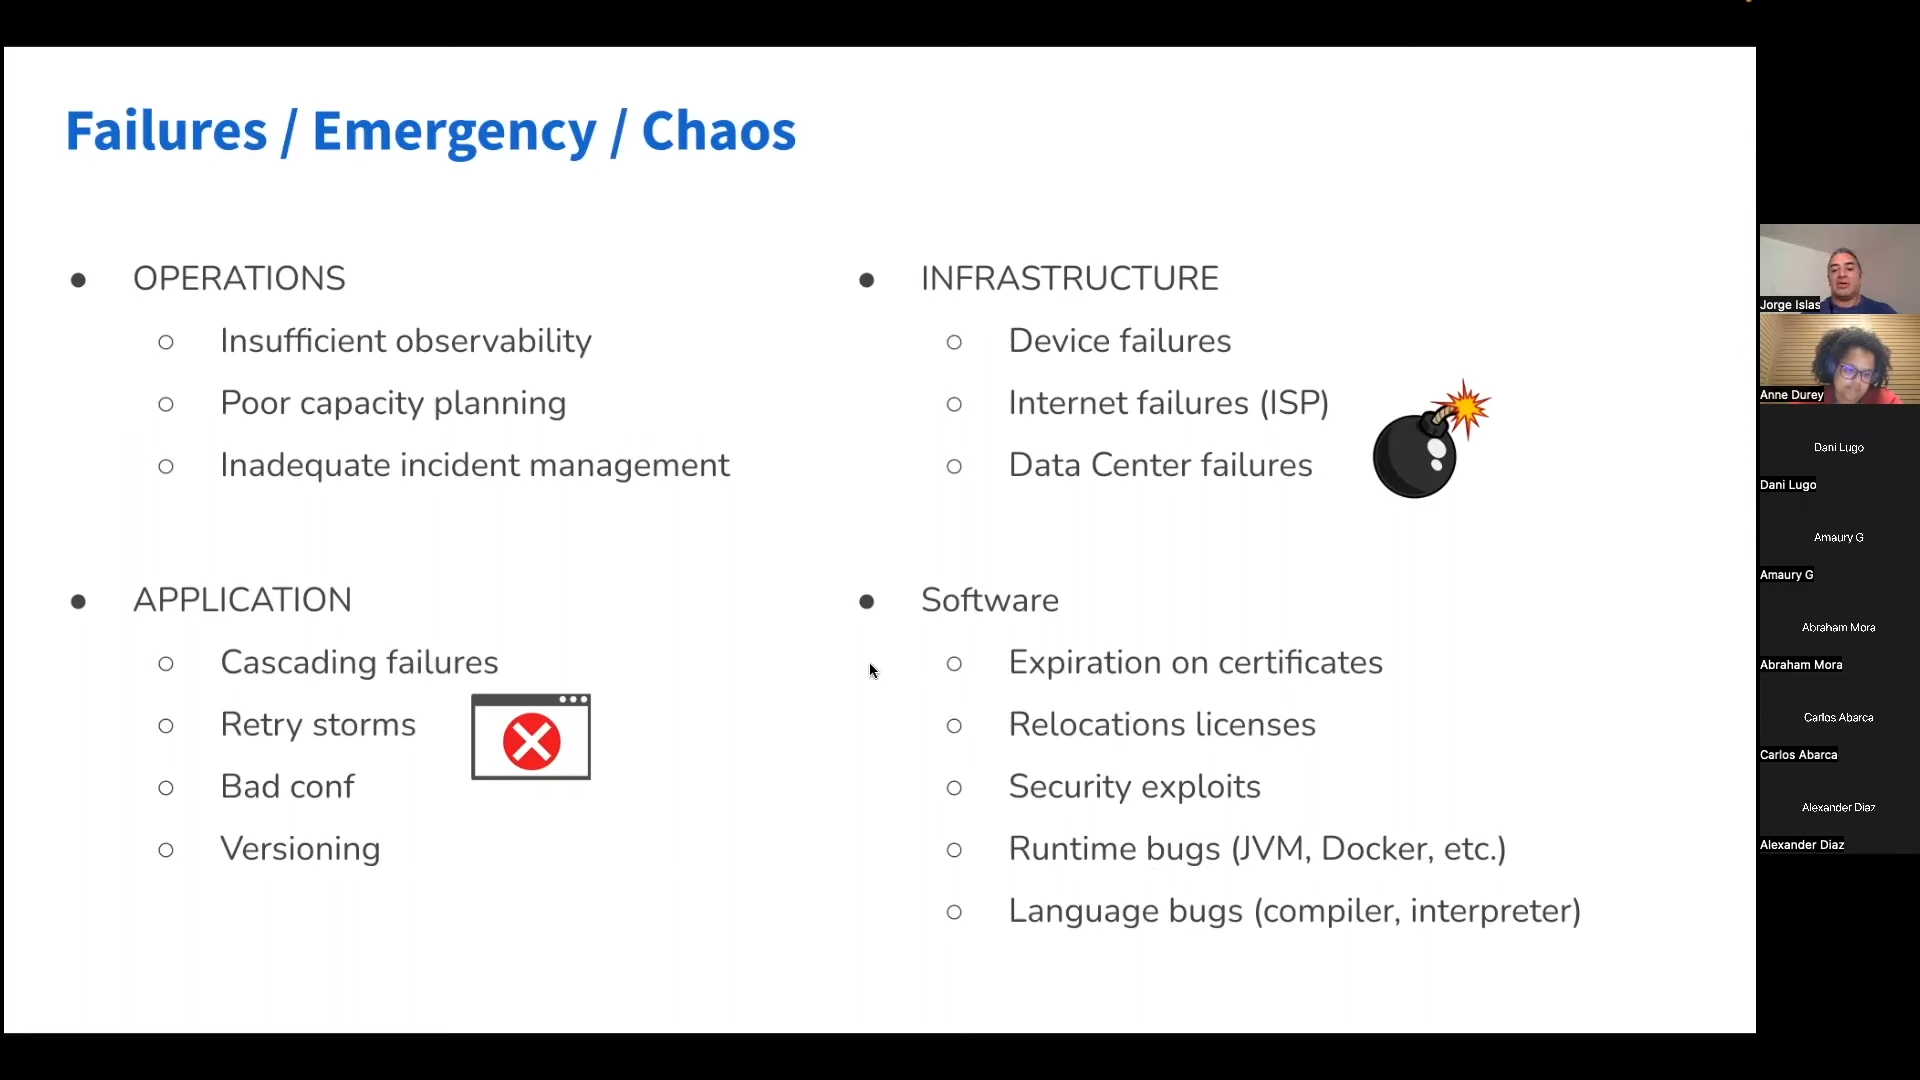 Failures / Emergency / Chaos
OPERATIONS
Insufficient observability
Poor capacity planning
Inadequate incident management
INFRASTRUCTURE
Device failures
Internet failures (ISP)
Data Center failures
APPLICATION
Cascading failures
Retry storms
Bad conf
Versioning
Software
Expiration on certificates
Relocations licenses
Security exploits
Runtime bugs (JVM, Docker, etc.)
Language bugs (compiler, interpreter)
Jorge Islas
Anne Durey
Dani Lugo
Dani Lugo
Amaury G
Amaury G
Abraham Mora
Abraham Mora
Carlos Abarca
Carlos Abarca
Alexander Diaz
Alexander Diaz